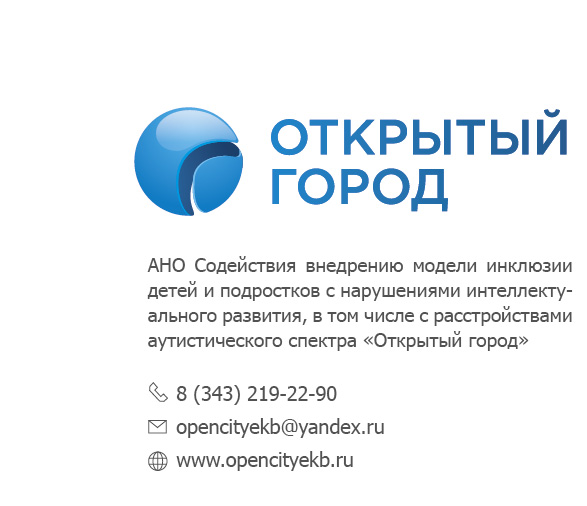 ОТКРЫТЫЙ
ГОРОД
АНО Содействия внедрению модели инклюзии
детей и подростков с нарушениями интеллекту-
ального развития, в том числе с расстройствами
аутистического спектра «Открытый город»
8 (343) 219-22-90
opencityekb@yandex.ru
www.opencityekb.ru